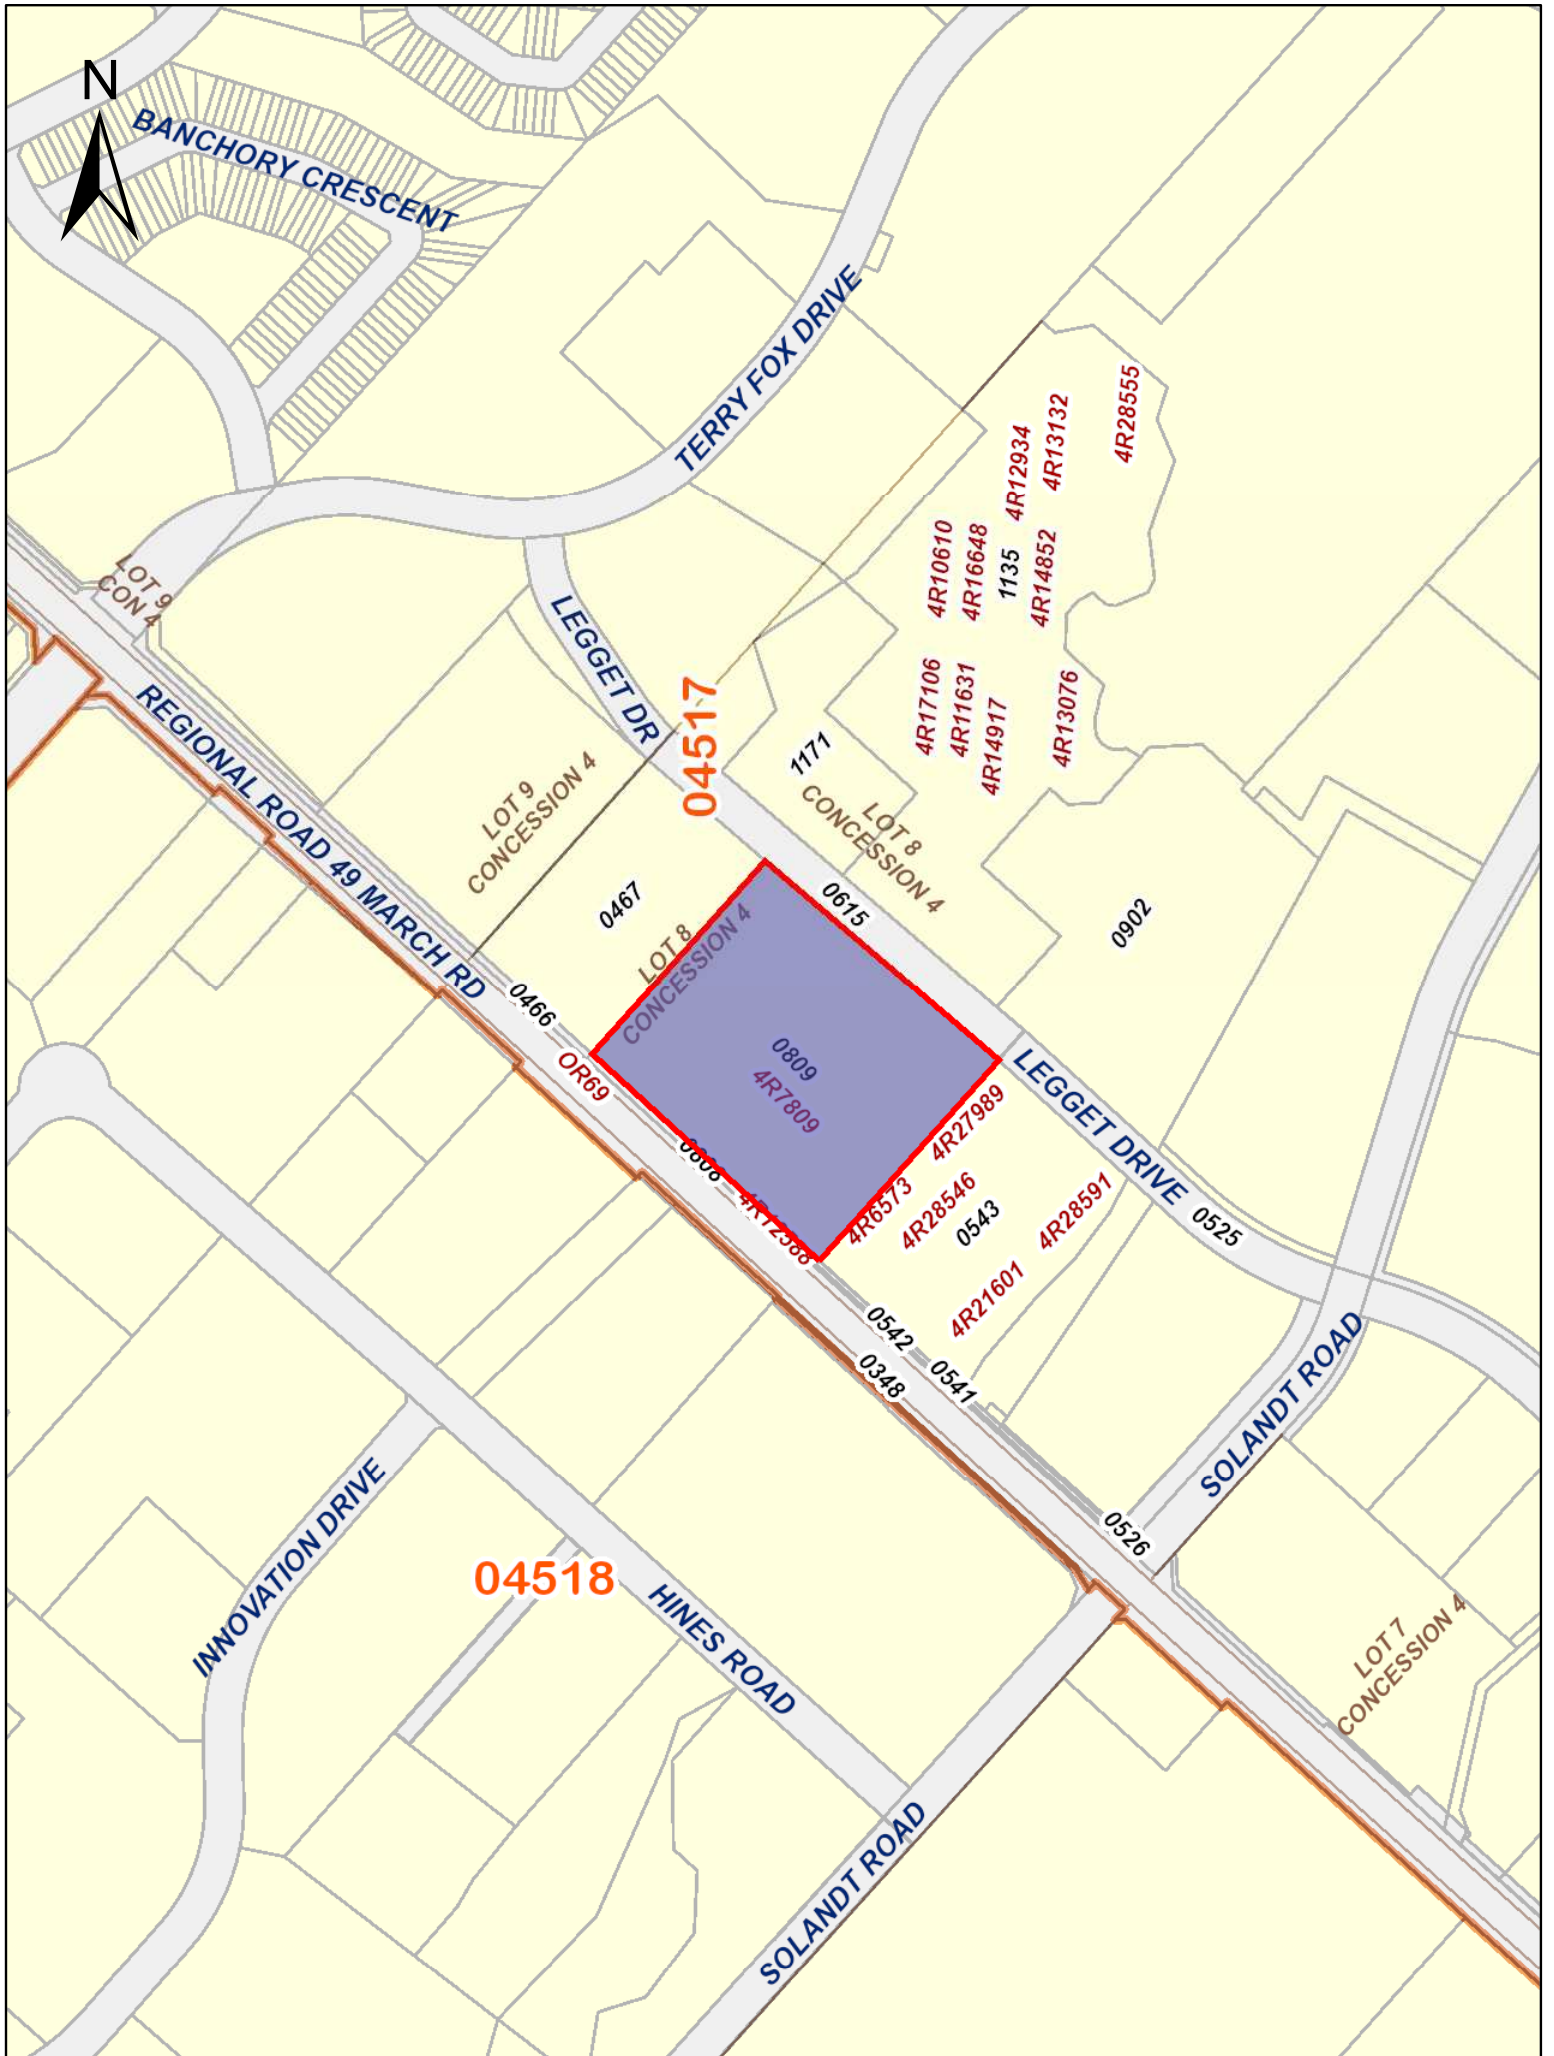 N
BANCHORY CRESCENT
TERRY FOX DRIVE
4R28555
4R13132
4R12934
4R10610
4R16648
1135
4R14852
LOT 9
CON 4
LEGGET DR
04517
4R17106
4R11631
4R14917
4R13076
REGIONAL ROAD 49 MARCH RD
1171
LOT 9
CONCESSION 4
LOT 8
CONCESSION 4
0467
0615
0902
LOT 8
CONCESSION 4
0466
OR69
0809
4R7809
LEGGET DRIVE
4R27989
0808
4R12588
4R6573
4R28546
0543
4R28591
0525
4R21601
0542
0348
0541
SOLANDT ROAD
0526
INNOVATION DRIVE
04518
HINES ROAD
LOT 7
CONCESSION 4
SOLANDT ROAD